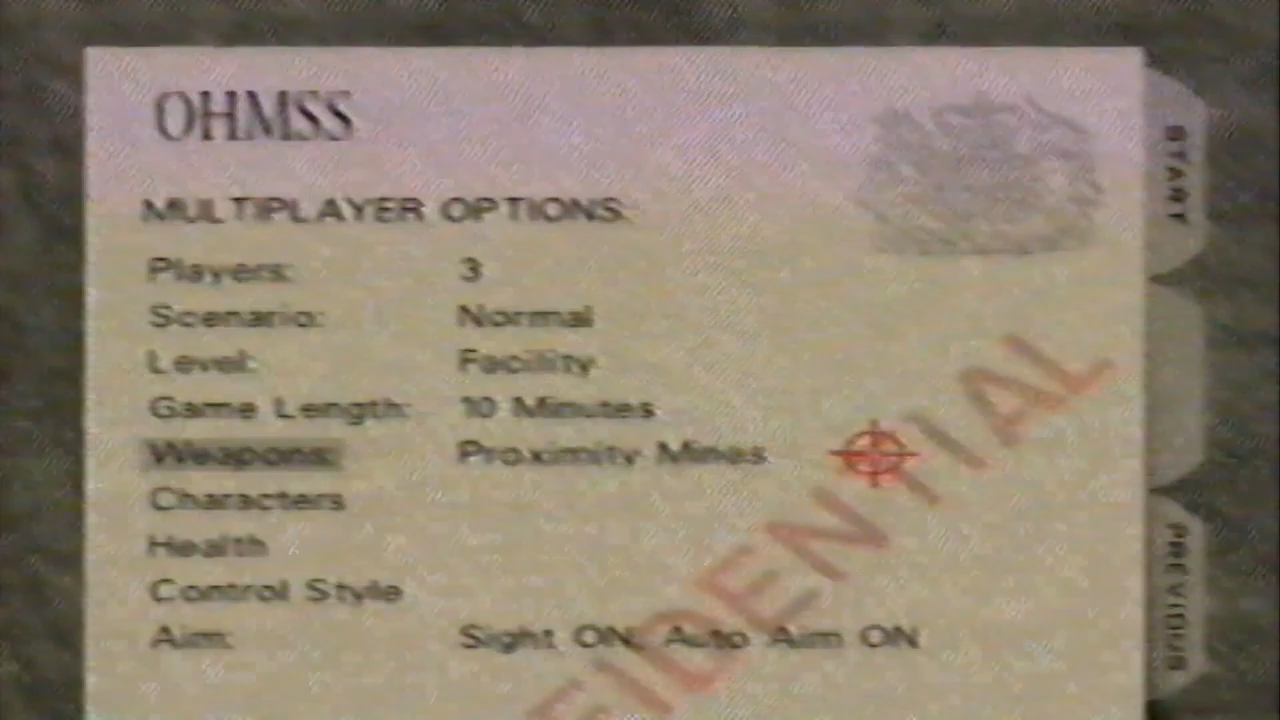 OHMSS
MULTIPLAYER OPTIONS:
Players: 3
Scenario: Normal
Level: Facility
Game Length: 10 Minutes
Weapons: Proximity Mines
Characters
Health
Control Style
Aim: Sight ON, Auto Aim ON
FIDENTIAL
START
PREVIOUS